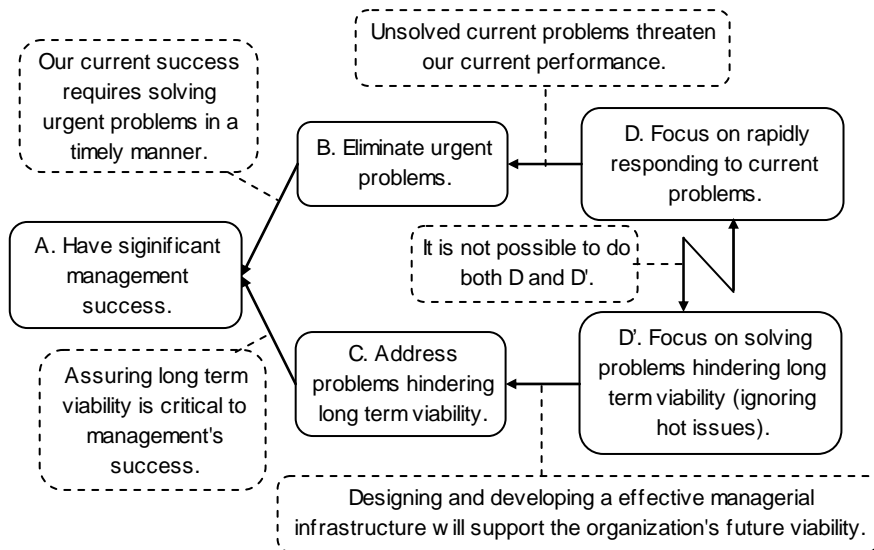 Our current success
requires solving
urgent problems in a
timely manner.
Unsolved current problems threaten
our current performance.
B. Eliminate urgent
problems.
D. Focus on rapidly
responding to current
problems.
A. Have siginificant
management
success.
It is not possible to do
both D and D'.
C. Address
problems hindering
long term viability.
D'. Focus on solving
problems hindering long
term viability (ignoring
hot issues).
Assuring long term
viability is critical to
management's
success.
Designing and developing a effective managerial
infrastructure will support the organization's future viability.